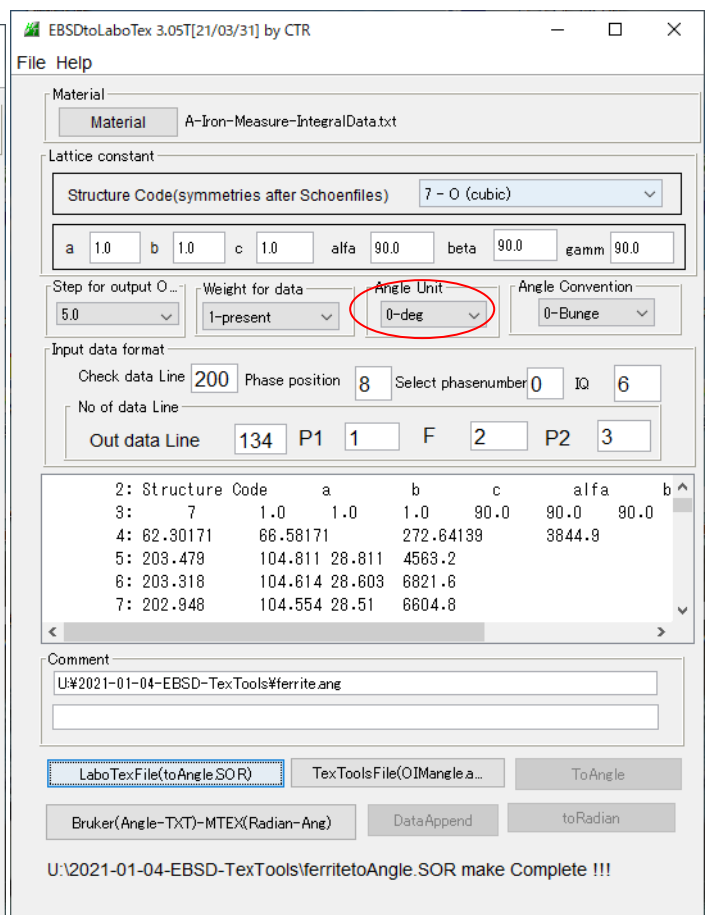 EBSDtoLaboTex 3.05T[21/03/31] by CTR
File Help
Material
Material A-Iron-Measure-IntegralData.txt
Lattice constant
Structure Code(symmetries after Schoenfiles) 7 - O (cubic)
a 1.0 b 1.0 c 1.0 alfa 90.0 beta 90.0 gamm 90.0
Step for output O... Weight for data Angle Unit Angle Convention
5.0 1-present 0-deg 0-Bunge
Input data format
Check data Line 200 Phase position 8 Select phasenumber 0 IQ 6
No of data Line
Out data Line 134 P1 1 F 2 P2 3
2: Structure Code a b c alfa b
3: 7 1.0 1.0 1.0 90.0 90.0 90.0
4: 62.30171 66.58171 272.64139 3844.9
5: 203.479 104.811 28.811 4563.2
6: 203.318 104.614 28.603 6821.6
7: 202.948 104.554 28.51 6604.8
Comment
U:¥2021-01-04-EBSD-TexTools¥ferrite.ang
LaboTexFile(toAngle.SOR) TexToolsFile(OIMangle.a... ToAngle
Bruker(Angle-TXT)-MTEX(Radian-Ang) DataAppend toRadian
U:\2021-01-04-EBSD-TexTools\ferritetoAngle.SOR make Complete !!!